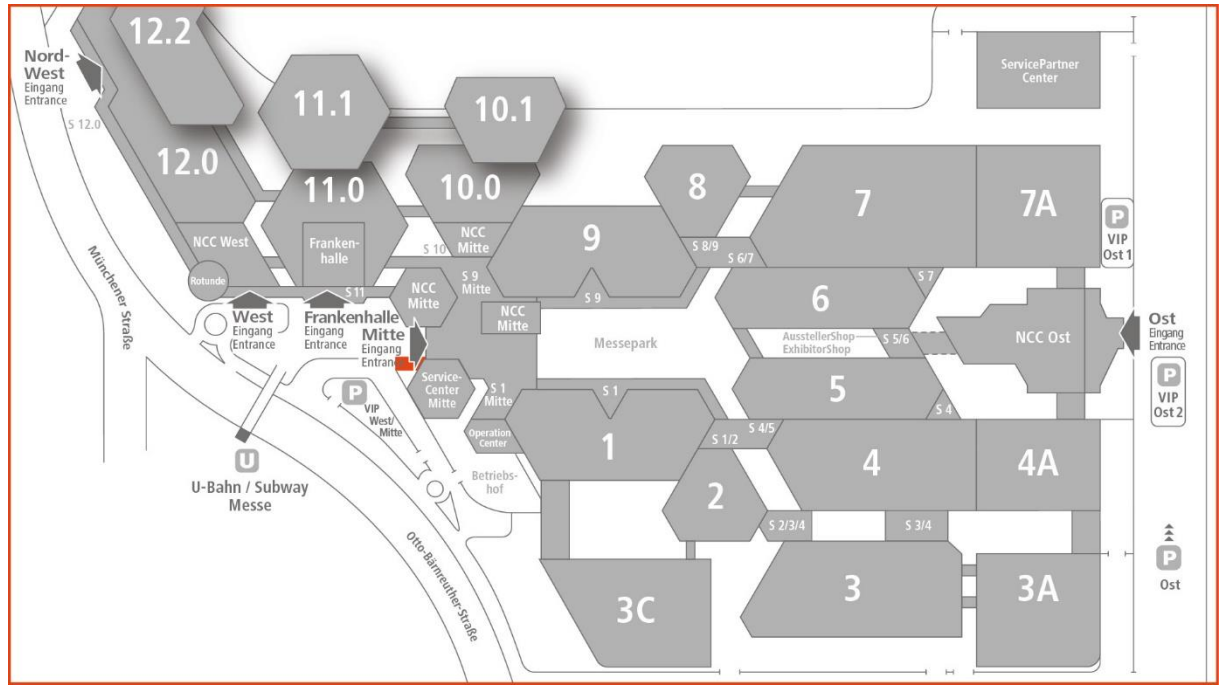 12.2
Nord-
West
Eingang
Entrance
S 12.0
12.0
11.1
10.1
11.0
10.0
NCC West
Franken-
halle
NCC
Mitte
S 10
Rotunde
S 11
NCC
Mitte
S 9
Mitte
NCC
Mitte
9
S 9
8
S 8/9
S 6/7
7
7A
ServicePartner
Center
P
VIP
Ost 1
S 7
6
AusstellerShop
ExhibitorShop
S 5/6
NCC Ost
Ost
Eingang
Entrance
P
VIP
Ost 2
Messepark
5
S 4
West
Eingang
(Entrance
Frankenhalle
Eingang
Entrance
Mitte
Eingang
Entranc
Service-
Center
Mitte
S 1
Mitte
S 1
Operation
Center
1
S 1/2
S 4/5
4
4A
P
VIP
West/
Mitte
U
U-Bahn / Subway
Messe
Betriebs-
hof
2
S 2/3/4
S 3/4
3
3A
3C
P
Ost
Münchener Straße
Otto-Bärnreuther-Straße